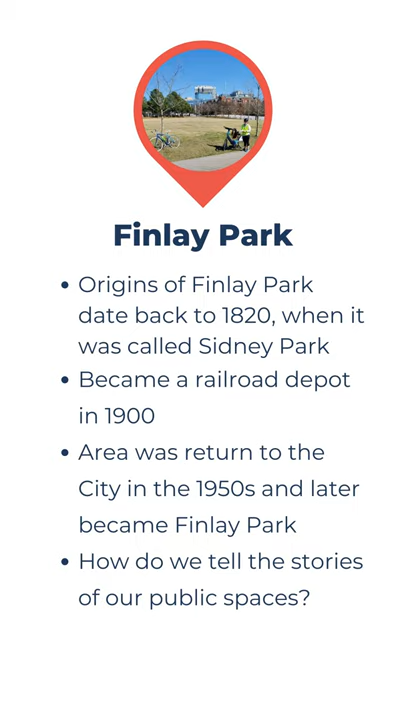 Finlay Park
• Origins of Finlay Park
date back to 1820, when it
was called Sidney Park
• Became a railroad depot
in 1900
• Area was return to the
City in the 1950s and later
became Finlay Park
• How do we tell the stories
of our public spaces?